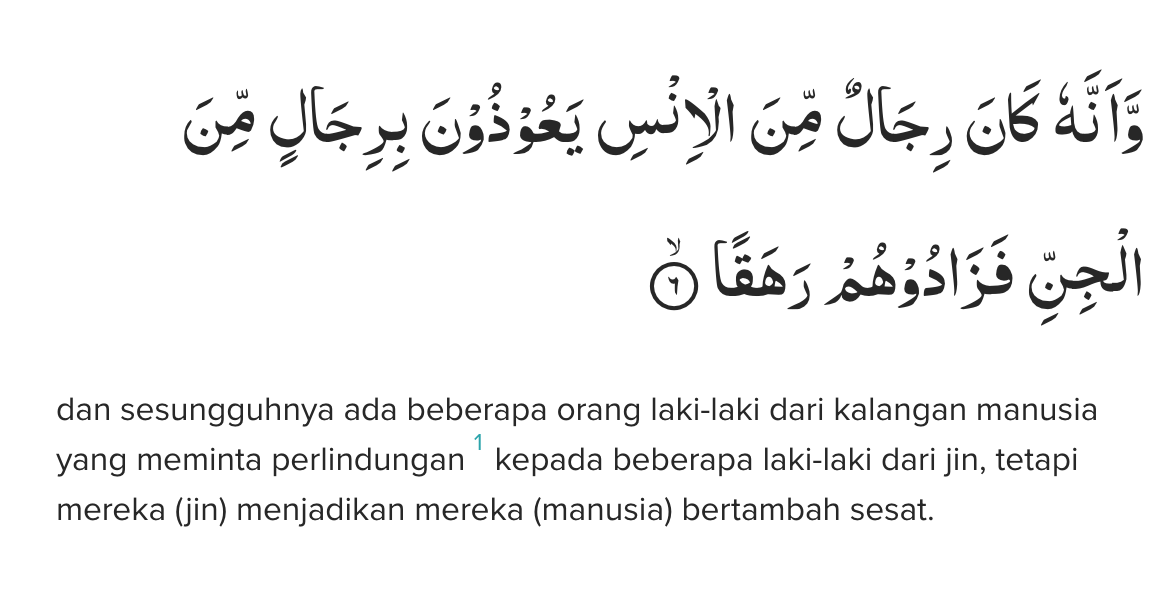 وَّاَنَّهٗ كَانَ رِجَالٌ مِّنَ الْاِنْسِ يَعُوْذُوْنَ بِرِجَالٍ مِّنَ
الْجِنِّ فَزَادُوْهُمْ رَهَقًاۙ ٦
dan sesungguhnya ada beberapa orang laki-laki dari kalangan manusia
yang meminta perlindungan 1 kepada beberapa laki-laki dari jin, tetapi
mereka (jin) menjadikan mereka (manusia) bertambah sesat.